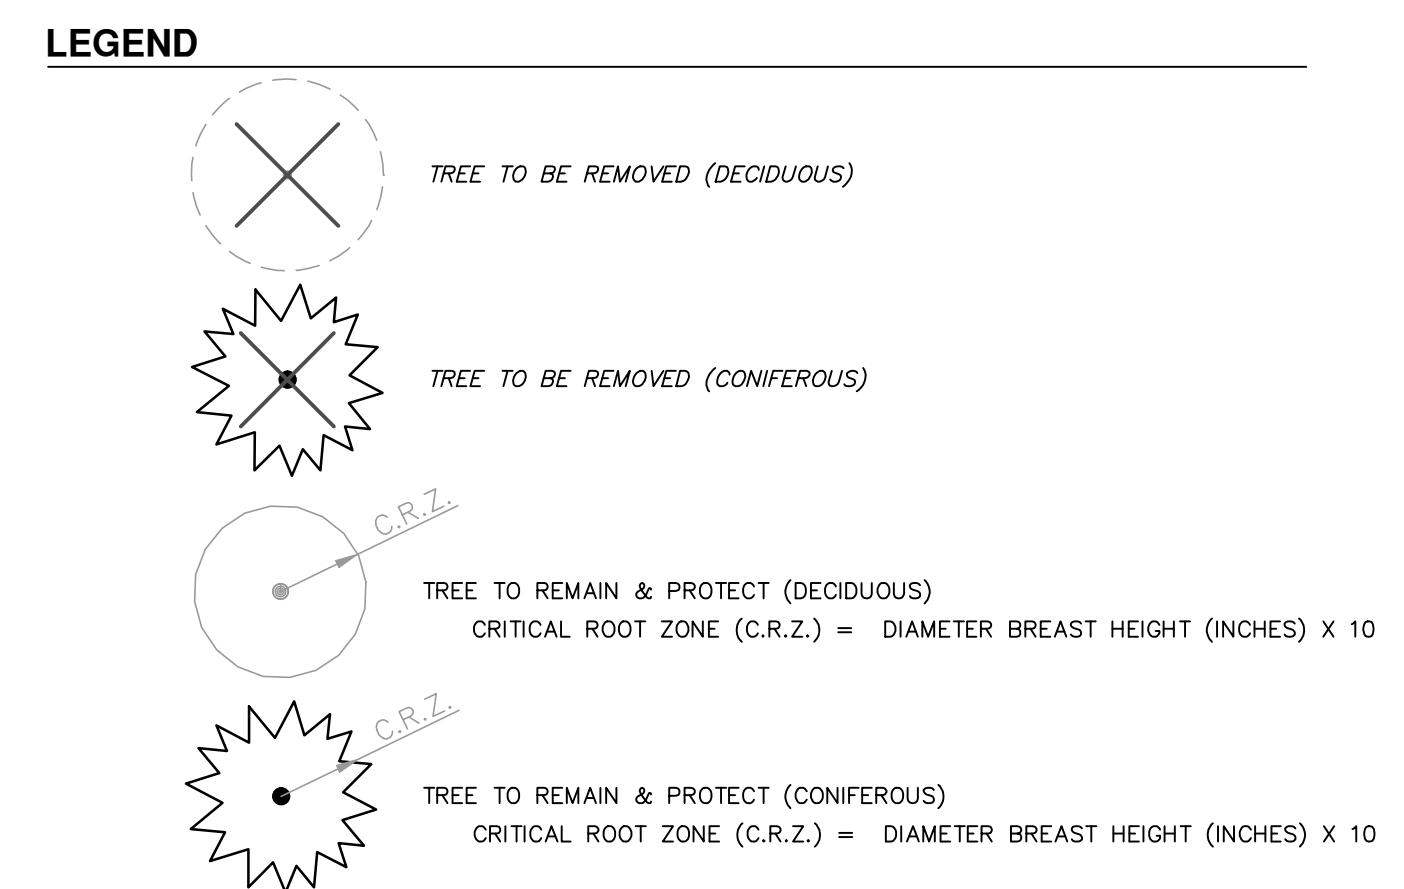 LEGEND
TREE TO BE REMOVED (DECIDUOUS)
TREE TO BE REMOVED (CONIFEROUS)
C.R.Z.
TREE TO REMAIN & PROTECT (DECIDUOUS)
CRITICAL ROOT ZONE (C.R.Z.) = DIAMETER BREAST HEIGHT (INCHES) X 10
C.R.Z.
TREE TO REMAIN & PROTECT (CONIFEROUS)
CRITICAL ROOT ZONE (C.R.Z.) = DIAMETER BREAST HEIGHT (INCHES) X 10